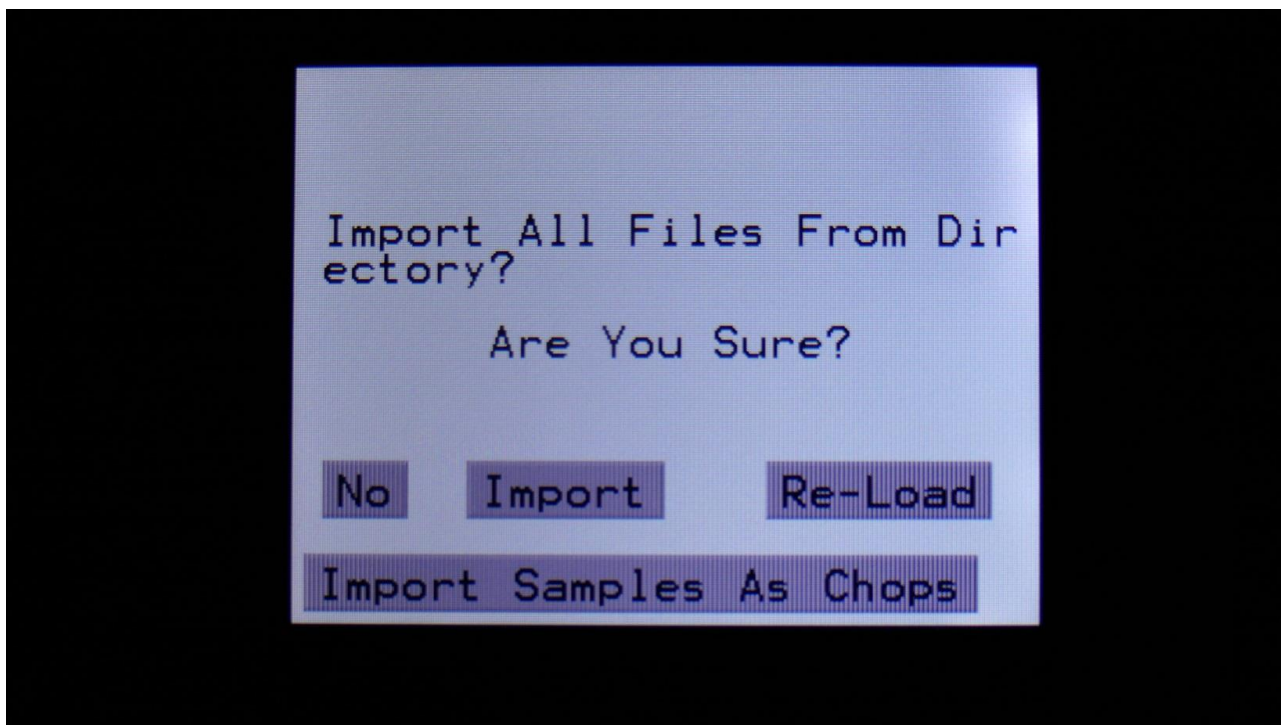 Import All Files From Dir
ectory?
Are You Sure?
No Import Re-Load
Import Samples As Chops